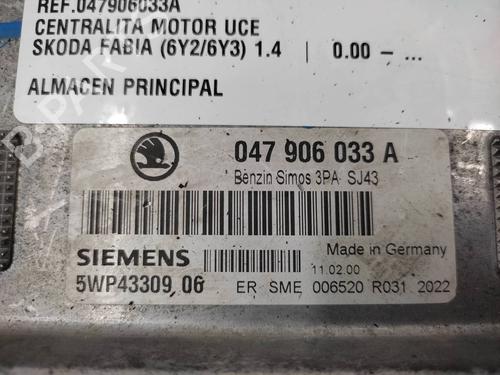 REF.047906033A
CENTRALITA MOTOR UCE
SKODA FABIA (6Y2/6Y3) 1.4 | 0.00 -
ALMACEN PRINCIPAL
047 906 033 A
Benzin Simos 3PA SJ43
SIEMENS
Made in Germany
11.02.00
5WP43309 06
ER SME 006520 R031 2022